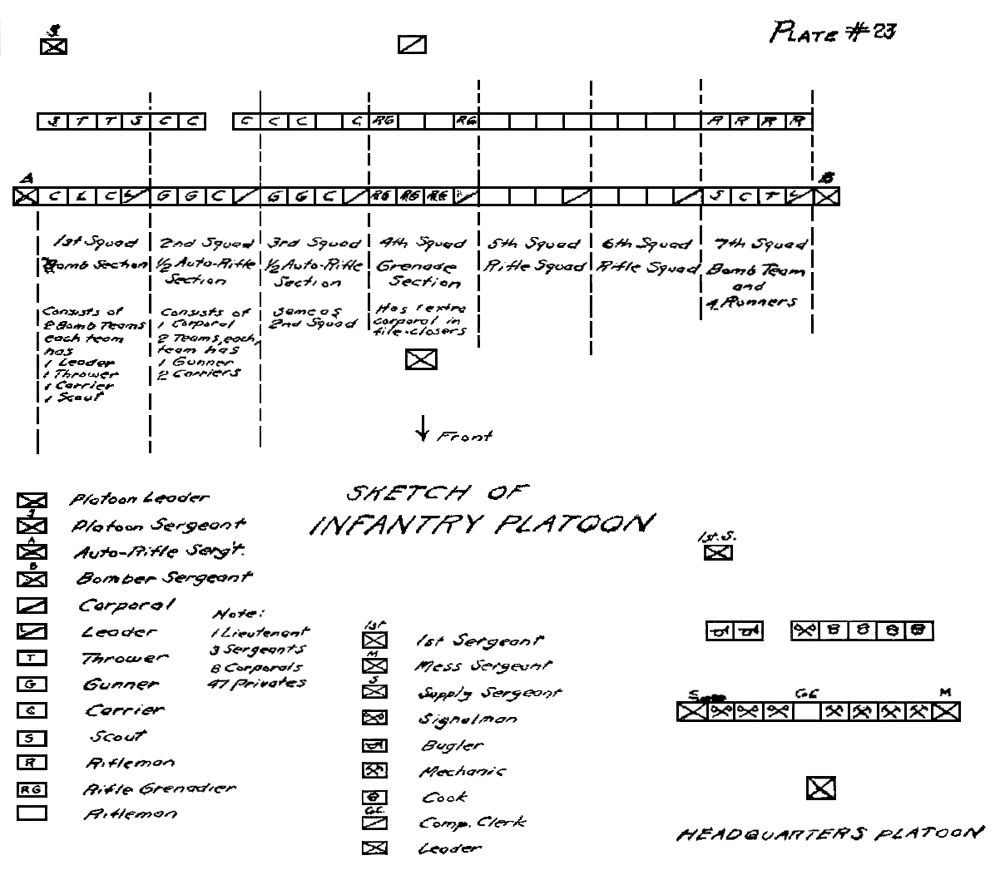 PLATE #23
S T T S C C
C C C C RG RG
R R R R
A
B
C L C L G G C G G C RG RG RG
S C T L
1st Squad
Bomb Section
Consists of
2 Bomb Teams
each team
has
1 Leader
1 Thrower
1 Carrier
1 Scout
2nd Squad
1/2 Auto-Rifle
Section
Consists of
1 Corporal
2 Teams, each
team has
1 Gunner
2 Carriers
3rd Squad
1/2 Auto-Rifle
Section
Same as
2nd Squad
4th Squad
Grenade
Section
Has 1 extra
corporal in
file-closers
5th Squad
Rifle Squad
6th Squad
Rifle Squad
7th Squad
Bomb Team
and
4 Runners
Front
SKETCH OF
INFANTRY PLATOON
Platoon Leader
Platoon Sergeant
A Auto-Rifle Serg't.
B Bomber Sergeant
Corporal
L Leader
T Thrower
G Gunner
C Carrier
S Scout
R Rifleman
RG Rifle Grenadier
Rifleman
Note:
1 Lieutenant
3 Sergeants
8 Corporals
47 Privates
1st 1st Sergeant
M Mess Sergeant
S Supply Sergeant
Signalman
Bugler
Mechanic
Cook
Comp. Clerk
Leader
1st. S.
S
M
HEADQUARTERS PLATOON